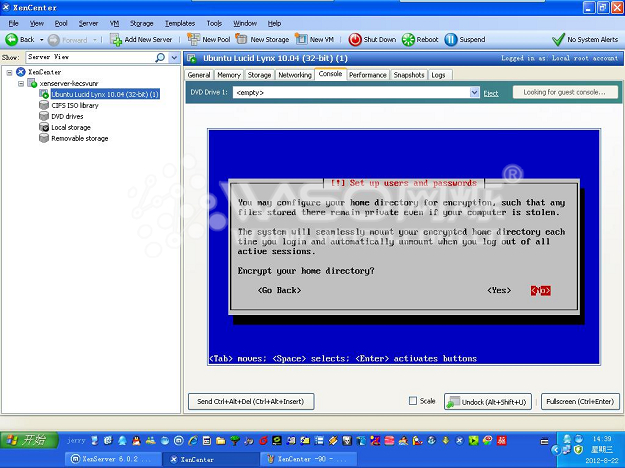 XenCenter
File View Pool Server VM Storage Templates Tools Window Help
Back Forward Add New Server New Pool New Storage New VM Shut Down Reboot Suspend No System Alerts
Show: Server View
Ubuntu Lucid Lynx 10.04 (32-bit) (1) Logged in as: Local root account
XenCenter
xenserver-kecsvunr
Ubuntu Lucid Lynx 10.04 (32-bit) (1)
CIFS ISO library
DVD drives
Local storage
Removable storage
General Memory Storage Networking Console Performance Snapshots Logs
DVD Drive 1: <empty> Eject Looking for guest console...
[!] Set up users and passwords
You may configure your home directory for encryption, such that any
files stored there remain private even if your computer is stolen.
The system will seamlessly mount your encrypted home directory each
time you login and automatically unmount when you log out of all
active sessions.
Encrypt your home directory?
<Go Back> <Yes> <No>
<Tab> moves; <Space> selects; <Enter> activates buttons
Send Ctrl+Alt+Del (Ctrl+Alt+Insert) Scale Undock (Alt+Shift+U) Fullscreen (Ctrl+Enter)
开始 jerry 14:39
星期三
2012-8-22
XenServer 6.0.2 ... XenCenter XenCenter -90 - ...